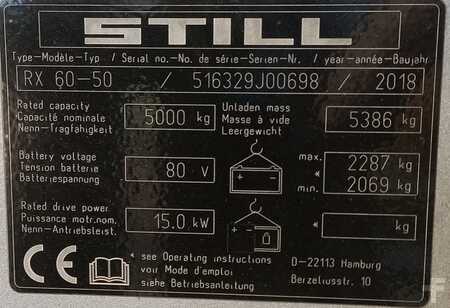 STILL
Type-Modèle-Typ / Serial no.-No. de série-Serien-Nr. / year-année-Baujahr
RX 60-50 / 516329J00698 / 2018
Rated capacity
Capacité nominale
Nenn-Tragfähigkeit
5000 kg
Unladen mass
Masse à vide
Leergewicht
5386 kg
Battery voltage
Tension batterie
Batteriespannung
80 V
max. 2287 kg
*
min. 2069 kg
Rated drive power
Puissance motr.nom.
Nenn-Antriebsleist.
15.0 kW
* kg
CE
* see Operating instructions
voir Mode d'emploi
siehe Betriebsanleitung
D-22113 Hamburg
Berzeliusstr. 10